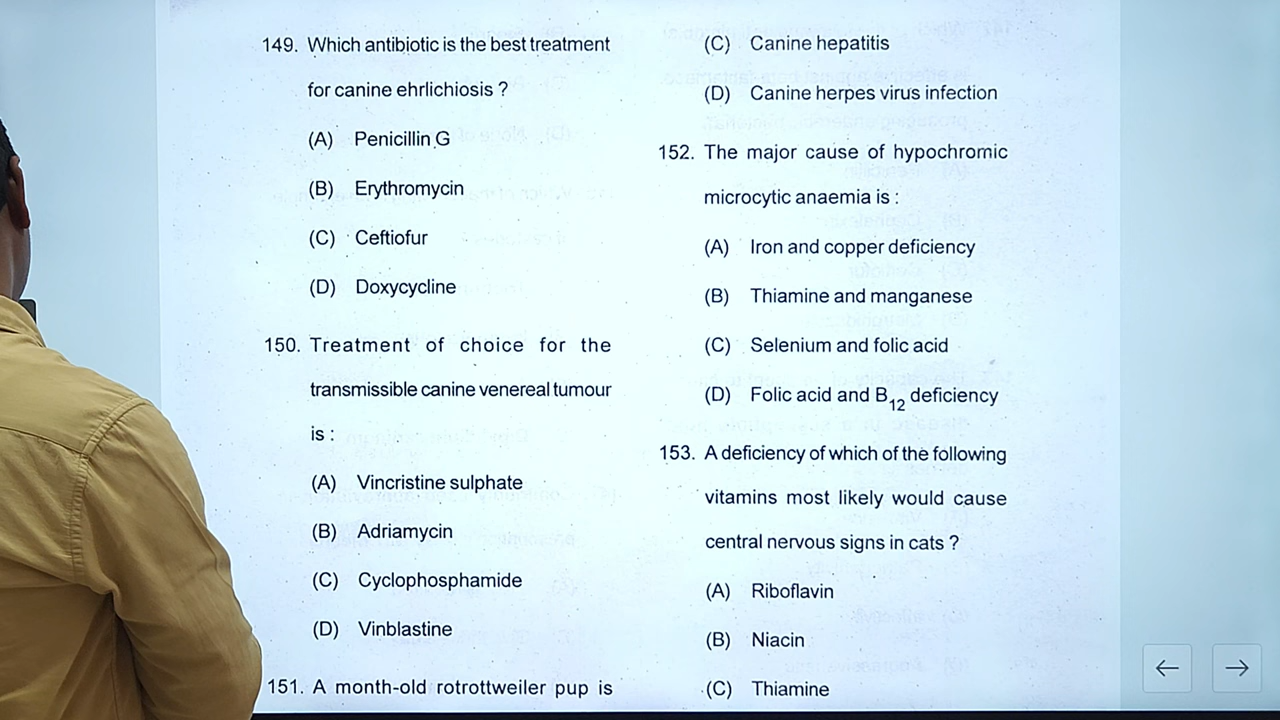 149. Which antibiotic is the best treatment
for canine ehrlichiosis ?
(A) Penicillin G
(B) Erythromycin
(C) Ceftiofur
(D) Doxycycline
150. Treatment of choice for the
transmissible canine venereal tumour
is :
(A) Vincristine sulphate
(B) Adriamycin
(C) Cyclophosphamide
(D) Vinblastine
151. A month-old rotrottweiler pup is
(C) Canine hepatitis
(D) Canine herpes virus infection
152. The major cause of hypochromic
microcytic anaemia is :
(A) Iron and copper deficiency
(B) Thiamine and manganese
(C) Selenium and folic acid
(D) Folic acid and B12 deficiency
153. A deficiency of which of the following
vitamins most likely would cause
central nervous signs in cats ?
(A) Riboflavin
(B) Niacin
(C) Thiamine